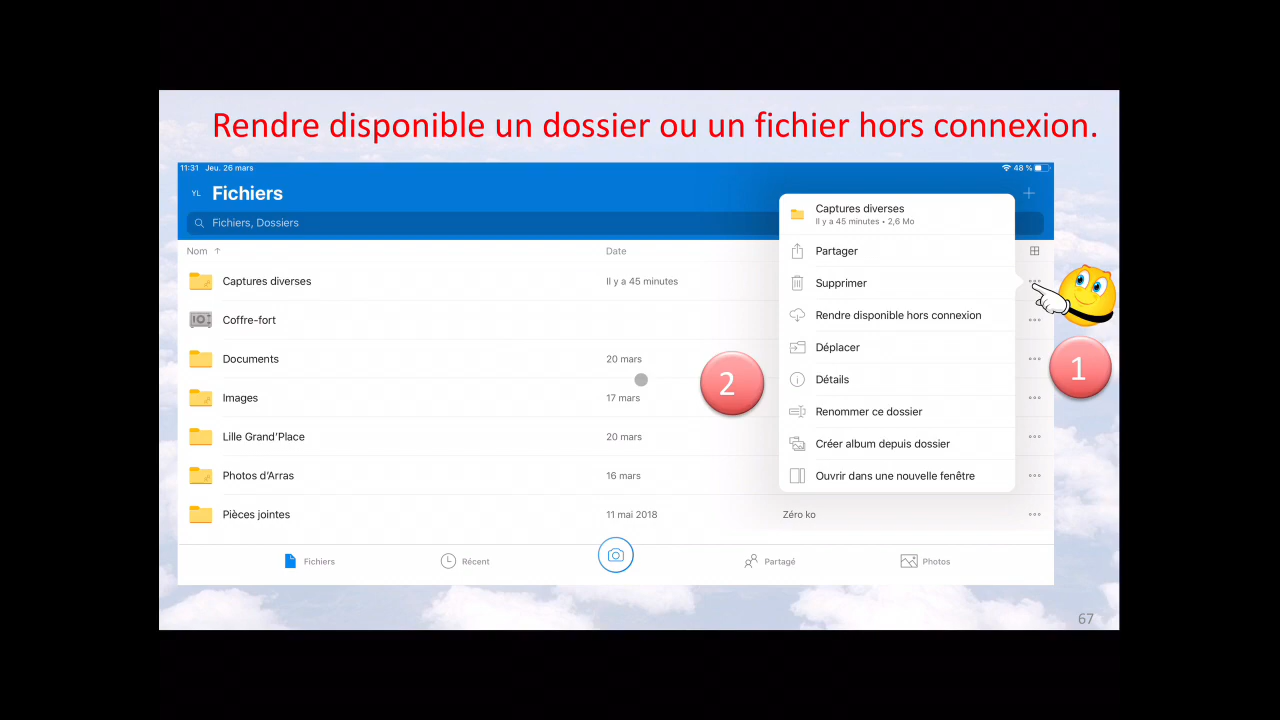 Rendre disponible un dossier ou un fichier hors connexion.
11:31 Jeu. 26 mars 48 %
YL Fichiers
Fichiers, Dossiers
Nom Date
Captures diverses Il y a 45 minutes
Coffre-fort
Documents 20 mars
Images 17 mars
Lille Grand'Place 20 mars
Photos d'Arras 16 mars
Pièces jointes 11 mai 2018 Zéro ko
Captures diverses
Il y a 45 minutes • 2,6 Mo
Partager
Supprimer
Rendre disponible hors connexion
Déplacer
Détails
Renommer ce dossier
Créer album depuis dossier
Ouvrir dans une nouvelle fenêtre
1
2
Fichiers Récent Partagé Photos
67